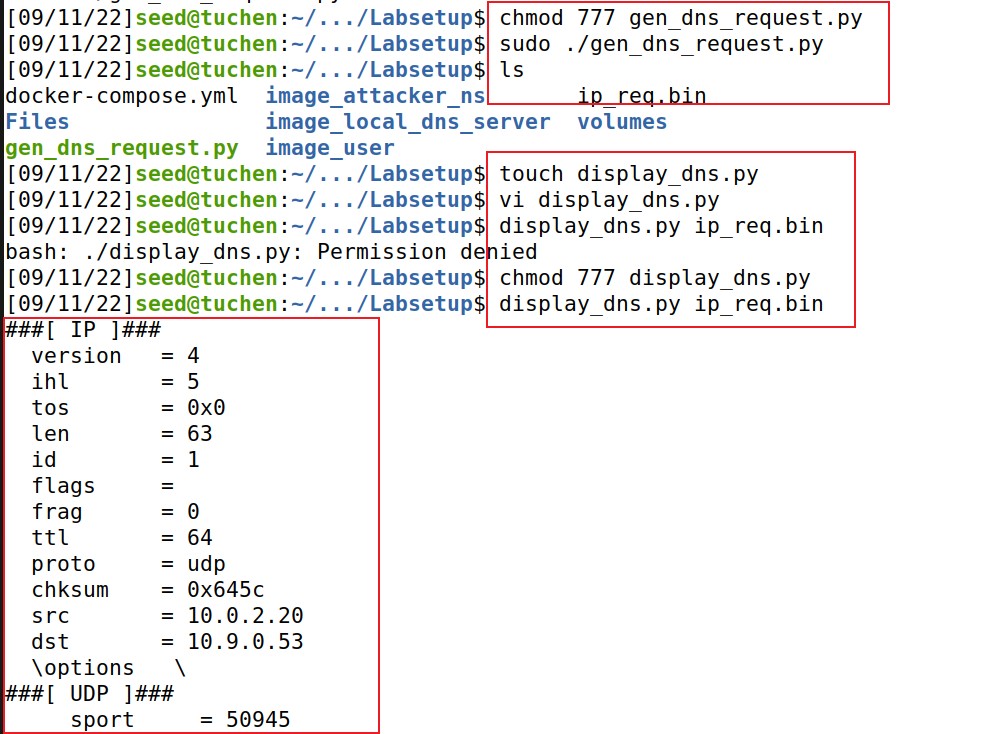 [09/11/22]seed@tuchen:~/.../Labsetup$ chmod 777 gen_dns_request.py
[09/11/22]seed@tuchen:~/.../Labsetup$ sudo ./gen_dns_request.py
[09/11/22]seed@tuchen:~/.../Labsetup$ ls
docker-compose.yml  image_attacker_ns       ip_req.bin
Files               image_local_dns_server  volumes
gen_dns_request.py  image_user
[09/11/22]seed@tuchen:~/.../Labsetup$ touch display_dns.py
[09/11/22]seed@tuchen:~/.../Labsetup$ vi display_dns.py
[09/11/22]seed@tuchen:~/.../Labsetup$ display_dns.py ip_req.bin
bash: ./display_dns.py: Permission denied
[09/11/22]seed@tuchen:~/.../Labsetup$ chmod 777 display_dns.py
[09/11/22]seed@tuchen:~/.../Labsetup$ display_dns.py ip_req.bin
###[ IP ]###
  version   = 4
  ihl       = 5
  tos       = 0x0
  len       = 63
  id        = 1
  flags     =
  frag      = 0
  ttl       = 64
  proto     = udp
  chksum    = 0x645c
  src       = 10.0.2.20
  dst       = 10.9.0.53
  \options   \
###[ UDP ]###
     sport     = 50945